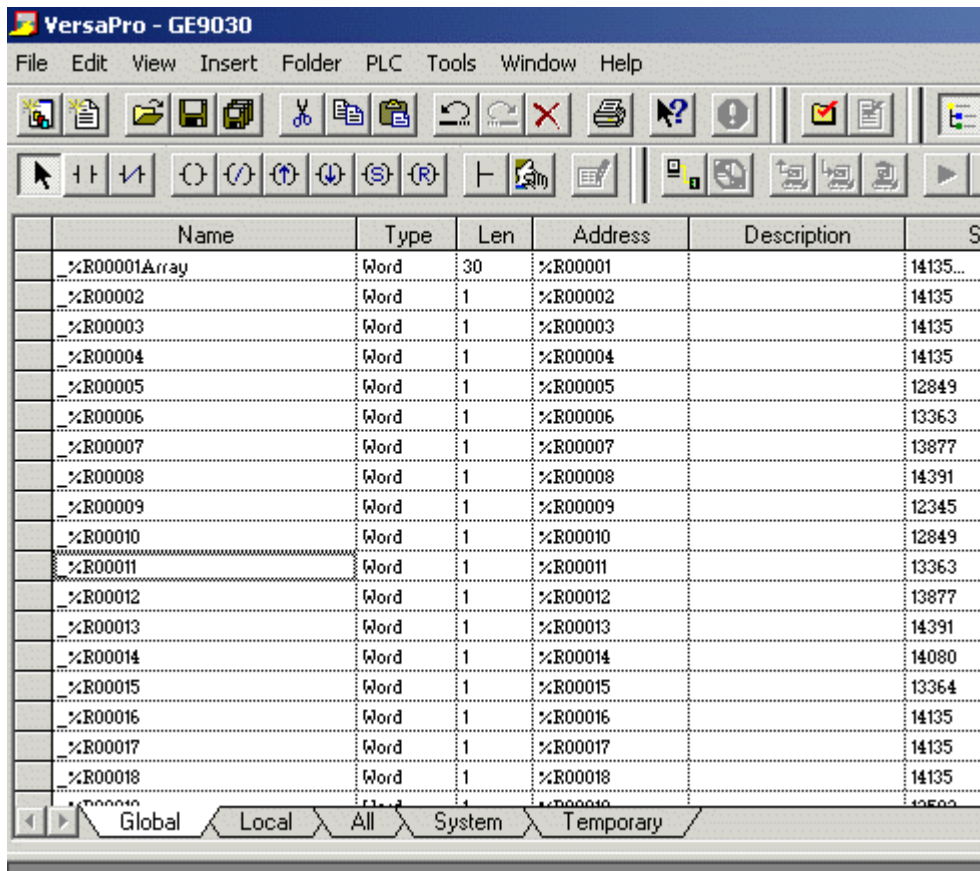 VersaPro - GE9030
File Edit View Insert Folder PLC Tools Window Help
Name Type Len Address Description S
_%R00001Array Word 30 %R00001 14135...
_%R00002 Word 1 %R00002 14135
_%R00003 Word 1 %R00003 14135
_%R00004 Word 1 %R00004 14135
_%R00005 Word 1 %R00005 12849
_%R00006 Word 1 %R00006 13363
_%R00007 Word 1 %R00007 13877
_%R00008 Word 1 %R00008 14391
_%R00009 Word 1 %R00009 12345
_%R00010 Word 1 %R00010 12849
_%R00011 Word 1 %R00011 13363
_%R00012 Word 1 %R00012 13877
_%R00013 Word 1 %R00013 14391
_%R00014 Word 1 %R00014 14080
_%R00015 Word 1 %R00015 13364
_%R00016 Word 1 %R00016 14135
_%R00017 Word 1 %R00017 14135
_%R00018 Word 1 %R00018 14135
Global Local All System Temporary